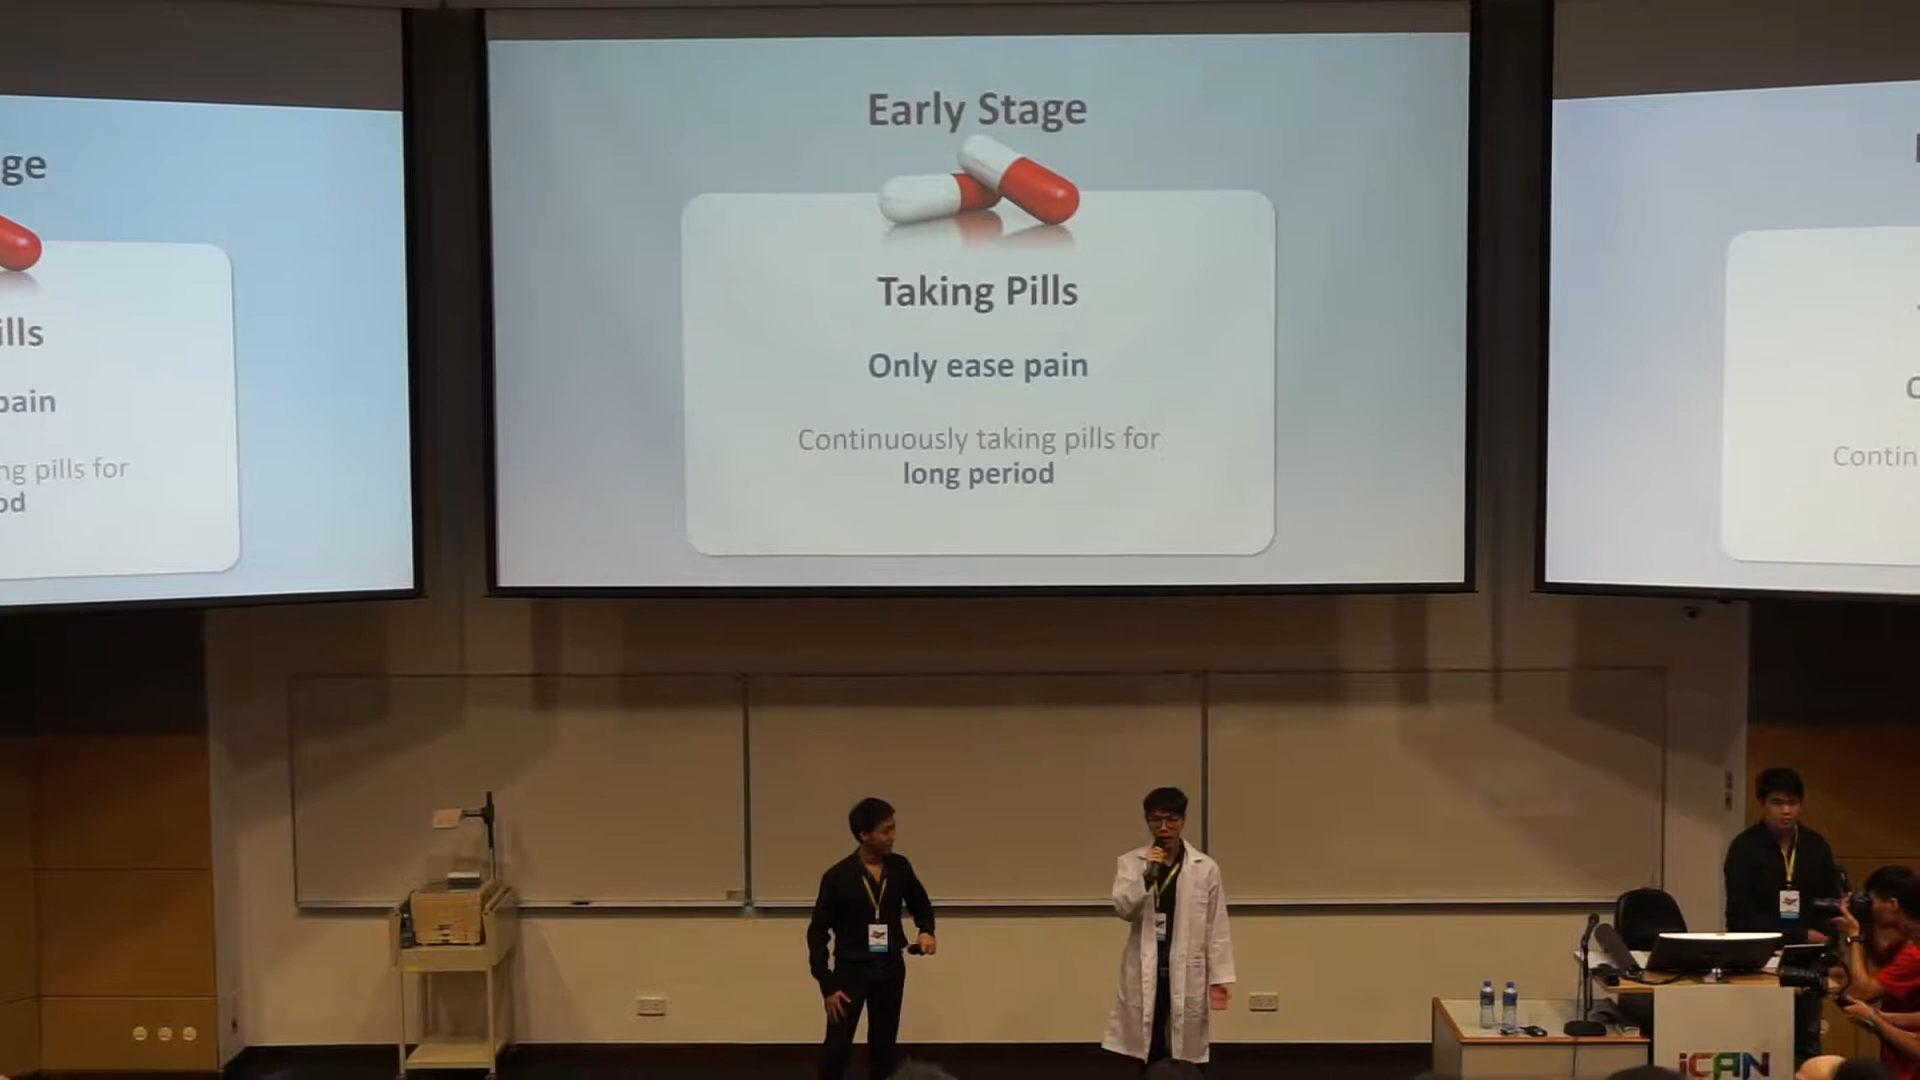 Early Stage
Taking Pills
Only ease pain
Continuously taking pills for
long period
ge
ills
pain
ng pills for
od
Contin
iCAN